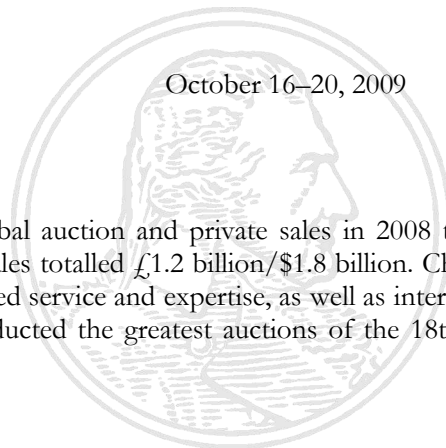 October 16–20, 2009
bal auction and private sales in 2008 t
les totalled £1.2 billion/$1.8 billion. Ch
ed service and expertise, as well as inter
ducted the greatest auctions of the 18t